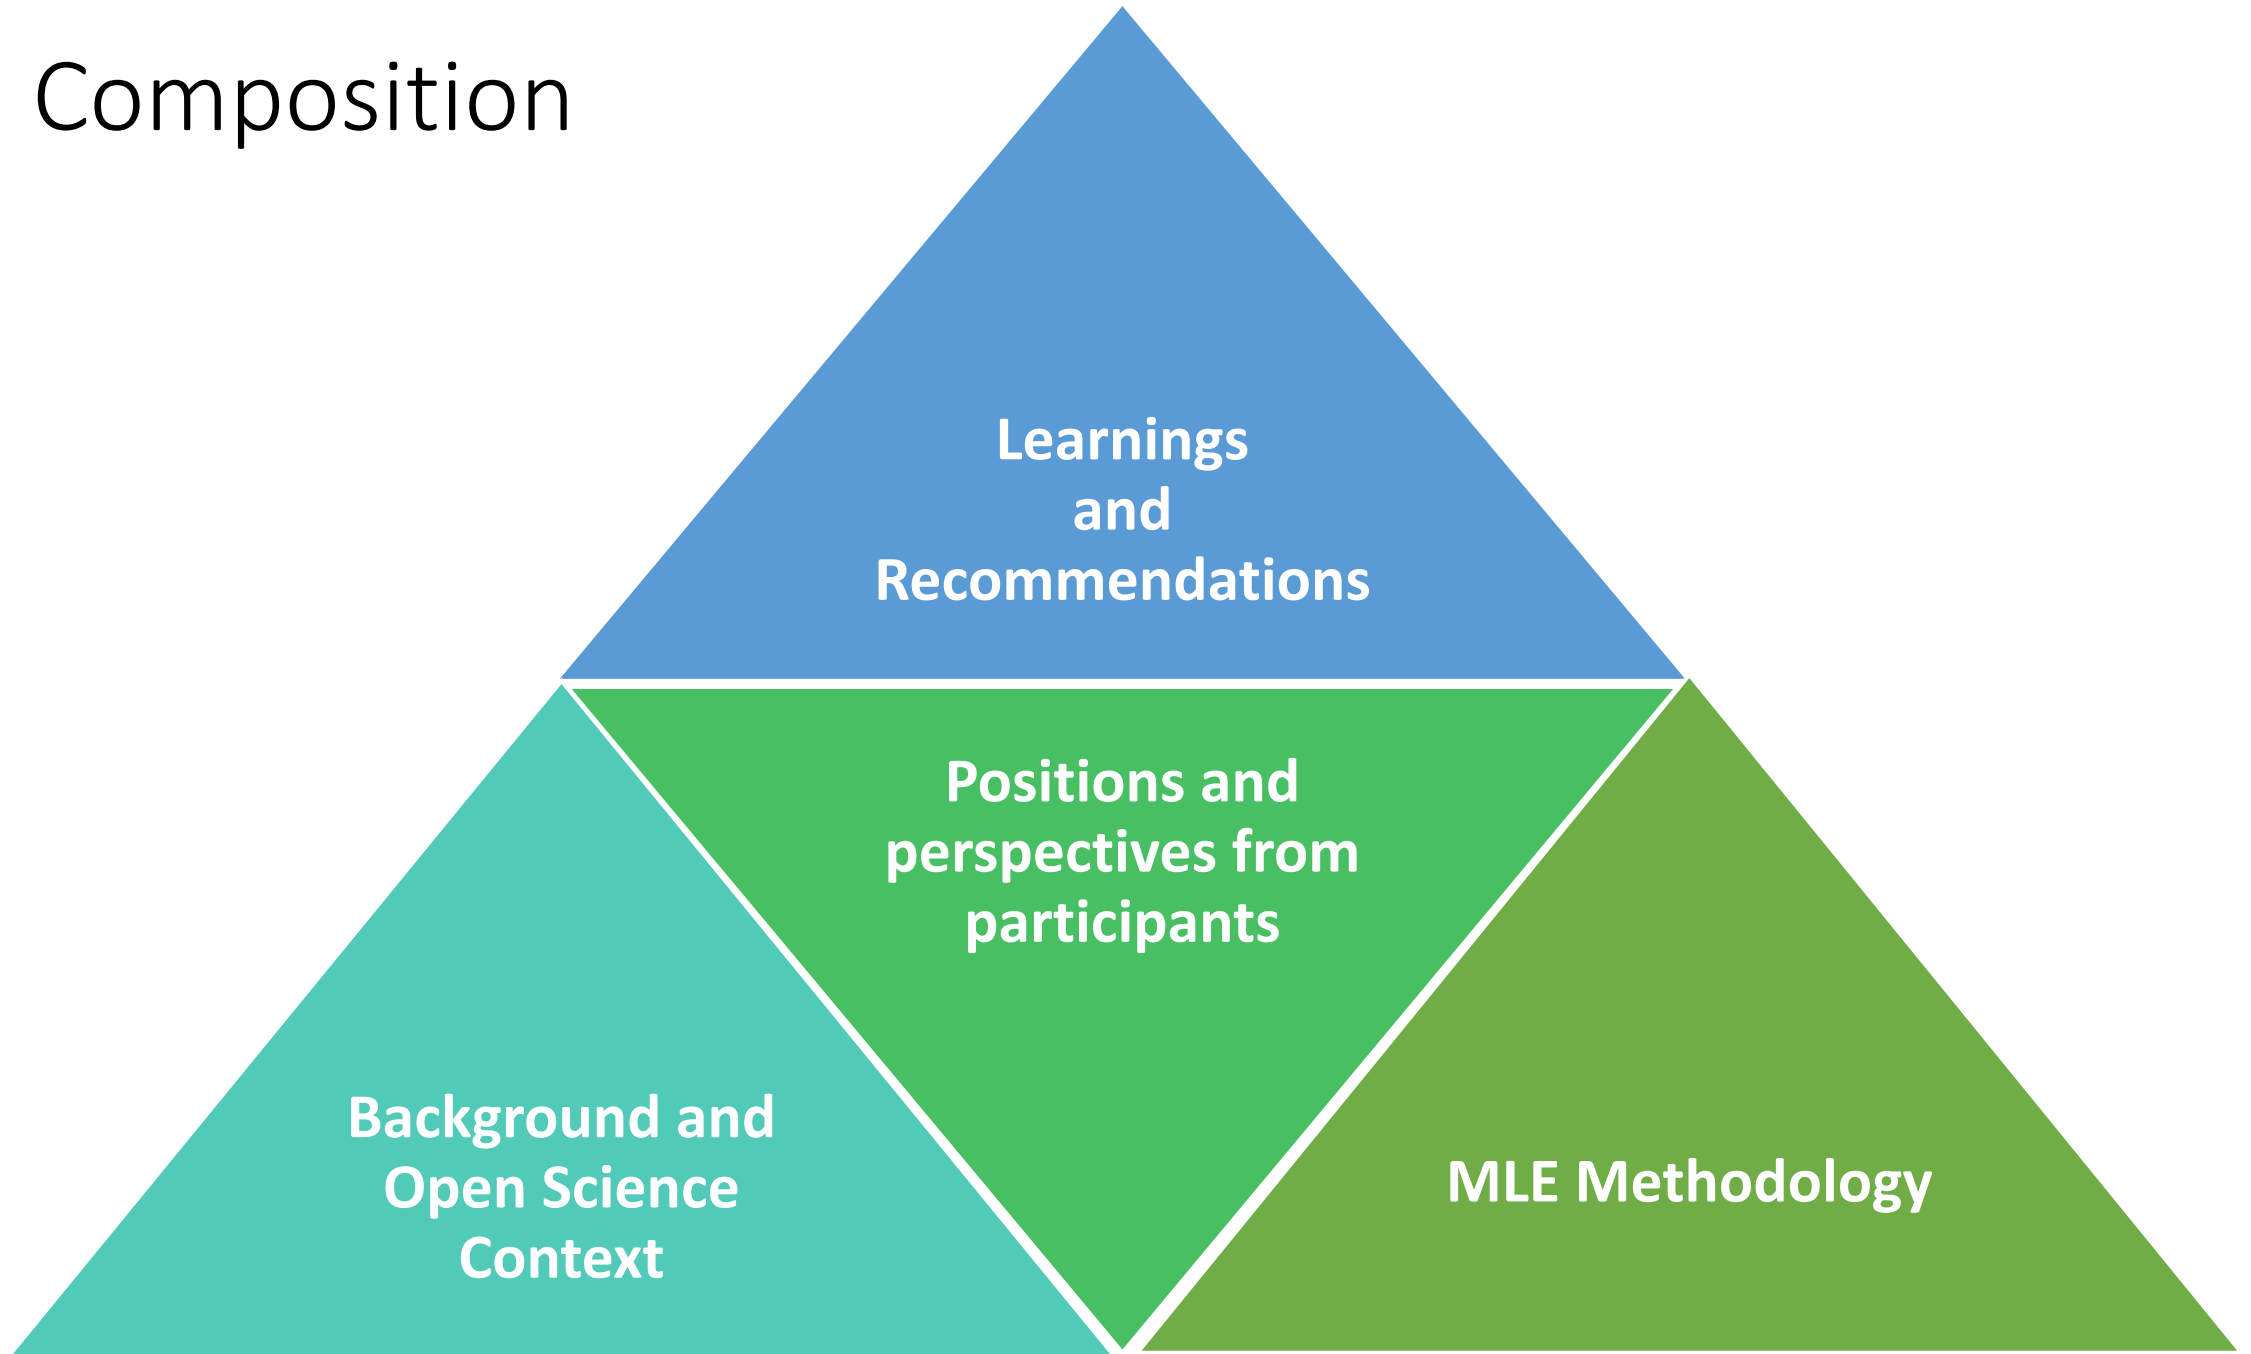 Composition
Learnings
and
Recommendations
Positions and
perspectives from
participants
Background and
Open Science
Context
MLE Methodology